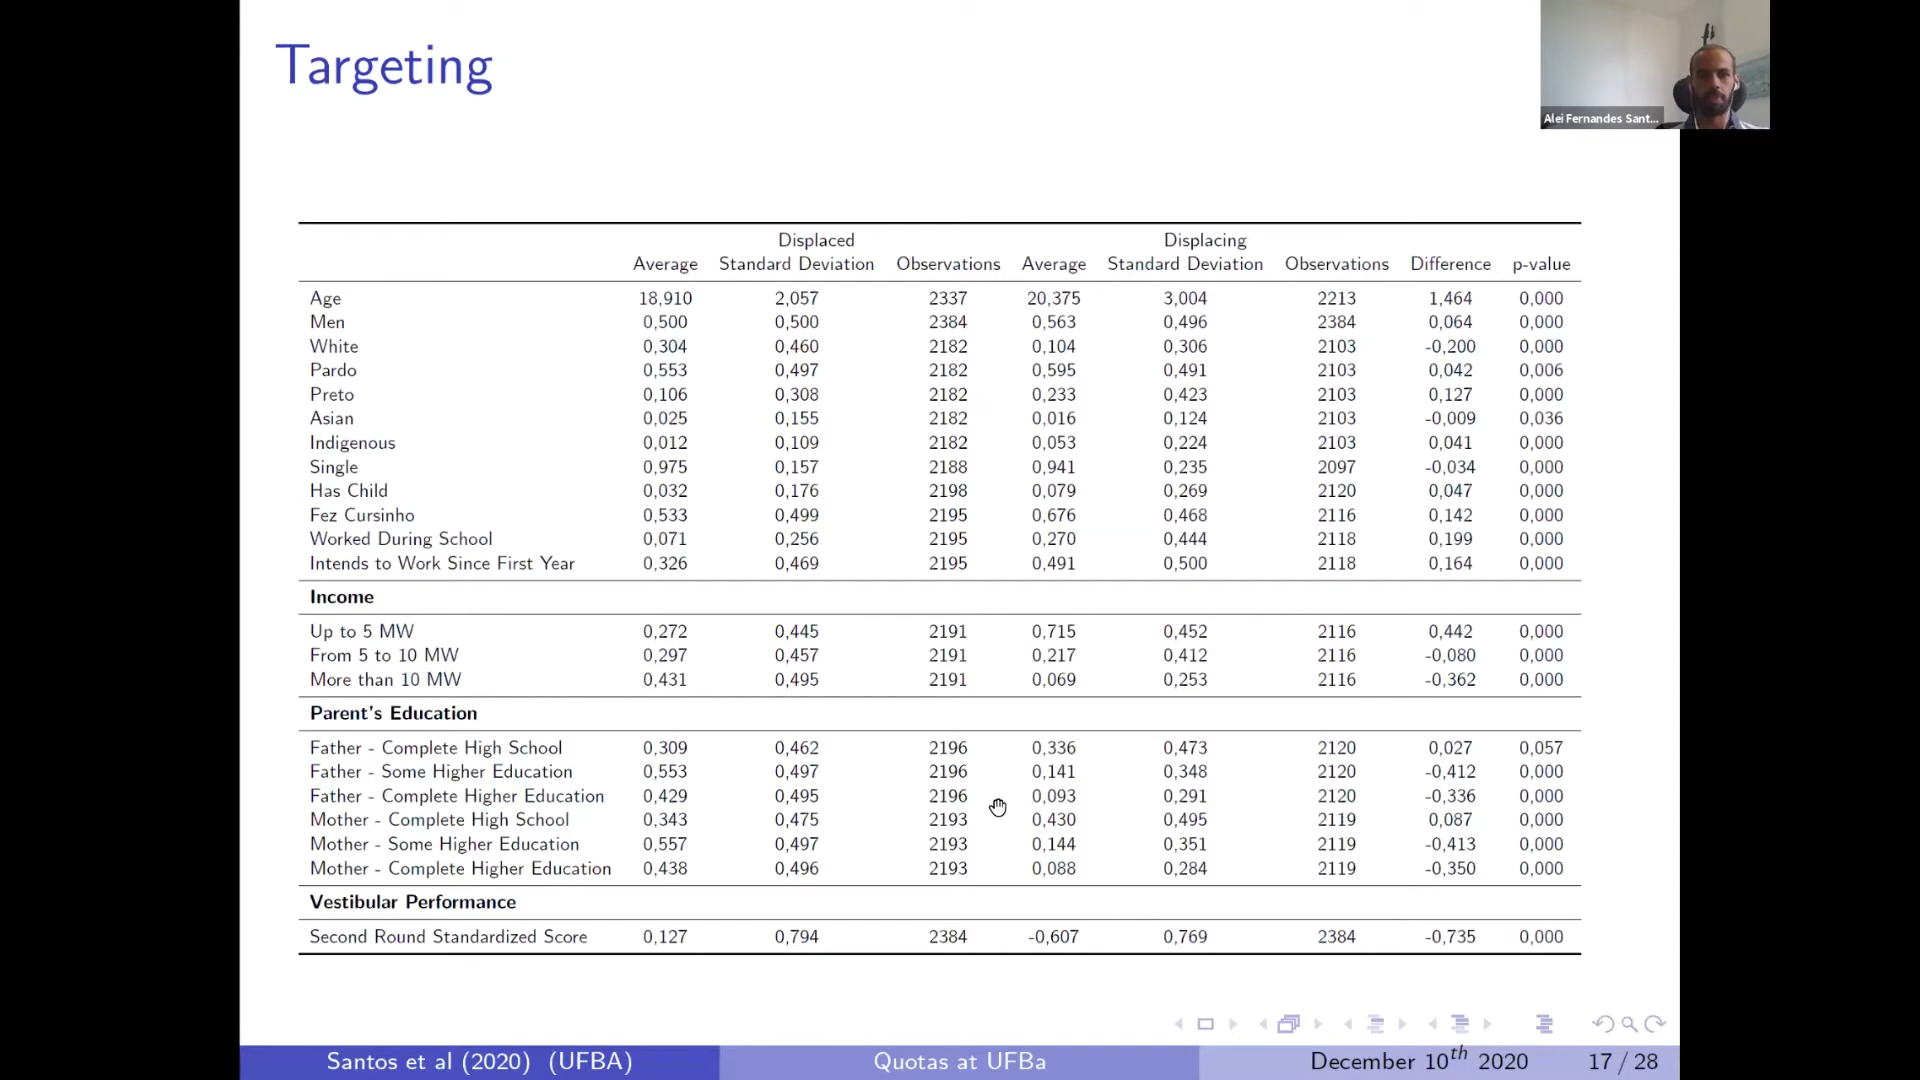 Targeting
Alei Fernandes Sant...
Displaced Displacing
Average Standard Deviation Observations Average Standard Deviation Observations Difference p-value
Age 18,910 2,057 2337 20,375 3,004 2213 1,464 0,000
Men 0,500 0,500 2384 0,563 0,496 2384 0,064 0,000
White 0,304 0,460 2182 0,104 0,306 2103 -0,200 0,000
Pardo 0,553 0,497 2182 0,595 0,491 2103 0,042 0,006
Preto 0,106 0,308 2182 0,233 0,423 2103 0,127 0,000
Asian 0,025 0,155 2182 0,016 0,124 2103 -0,009 0,036
Indigenous 0,012 0,109 2182 0,053 0,224 2103 0,041 0,000
Single 0,975 0,157 2188 0,941 0,235 2097 -0,034 0,000
Has Child 0,032 0,176 2198 0,079 0,269 2120 0,047 0,000
Fez Cursinho 0,533 0,499 2195 0,676 0,468 2116 0,142 0,000
Worked During School 0,071 0,256 2195 0,270 0,444 2118 0,199 0,000
Intends to Work Since First Year 0,326 0,469 2195 0,491 0,500 2118 0,164 0,000
Income
Up to 5 MW 0,272 0,445 2191 0,715 0,452 2116 0,442 0,000
From 5 to 10 MW 0,297 0,457 2191 0,217 0,412 2116 -0,080 0,000
More than 10 MW 0,431 0,495 2191 0,069 0,253 2116 -0,362 0,000
Parent's Education
Father - Complete High School 0,309 0,462 2196 0,336 0,473 2120 0,027 0,057
Father - Some Higher Education 0,553 0,497 2196 0,141 0,348 2120 -0,412 0,000
Father - Complete Higher Education 0,429 0,495 2196 0,093 0,291 2120 -0,336 0,000
Mother - Complete High School 0,343 0,475 2193 0,430 0,495 2119 0,087 0,000
Mother - Some Higher Education 0,557 0,497 2193 0,144 0,351 2119 -0,413 0,000
Mother - Complete Higher Education 0,438 0,496 2193 0,088 0,284 2119 -0,350 0,000
Vestibular Performance
Second Round Standardized Score 0,127 0,794 2384 -0,607 0,769 2384 -0,735 0,000
Santos et al (2020) (UFBA) Quotas at UFBa December 10th 2020 17 / 28